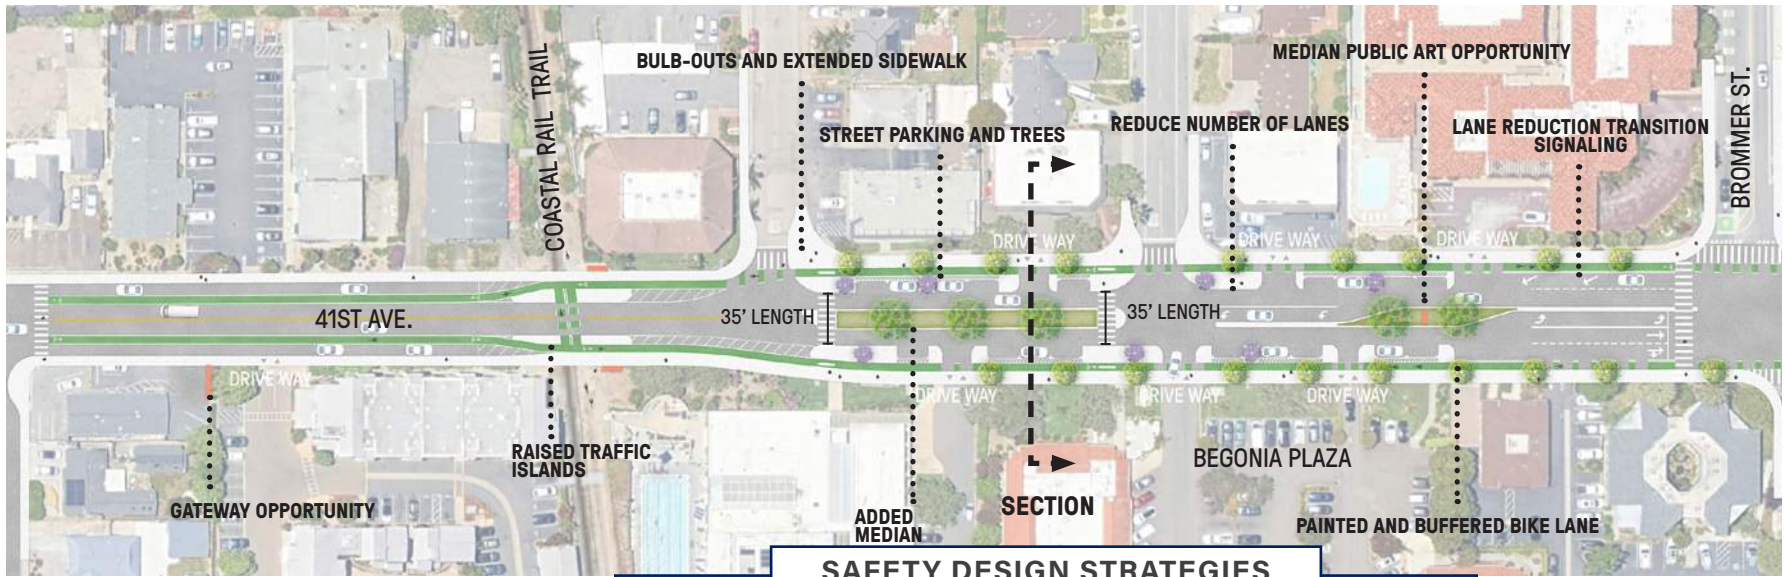 BULB-OUTS AND EXTENDED SIDEWALK
MEDIAN PUBLIC ART OPPORTUNITY
COASTAL RAIL TRAIL
STREET PARKING AND TREES
REDUCE NUMBER OF LANES
LANE REDUCTION TRANSITION
SIGNALING
BROMMER ST.
DRIVE WAY
DRIVE WAY
DRIVE WAY
41ST AVE.
35' LENGTH
35' LENGTH
DRIVE WAY
DRIVE WAY
DRIVE WAY
DRIVE WAY
RAISED TRAFFIC
ISLANDS
BEGONIA PLAZA
GATEWAY OPPORTUNITY
ADDED
MEDIAN
SECTION
PAINTED AND BUFFERED BIKE LANE
SAFETY DESIGN STRATEGIES